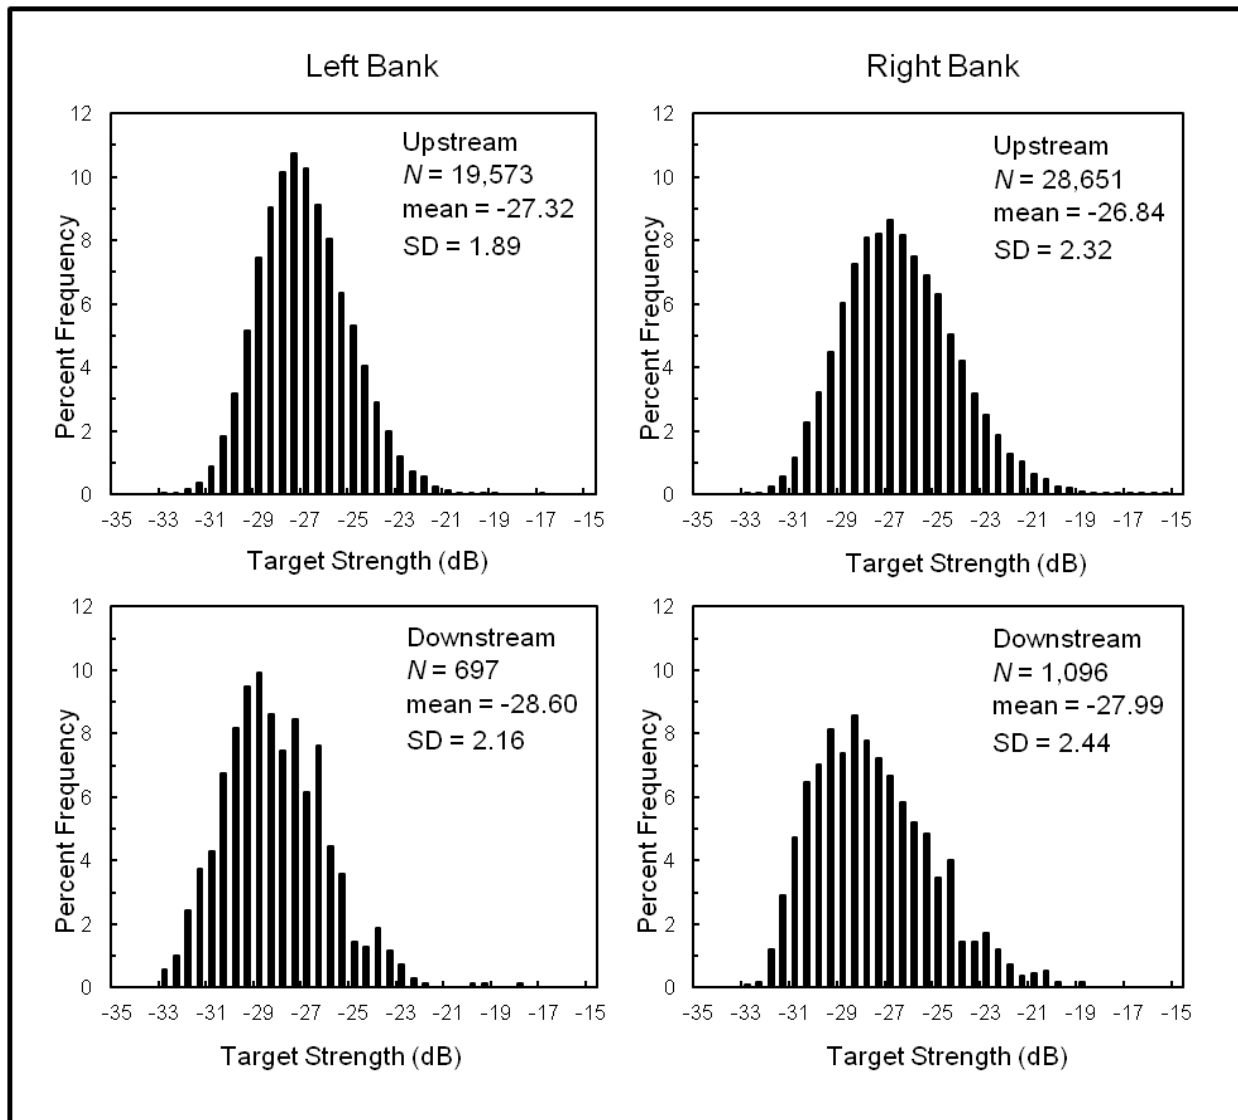 Left Bank
Right Bank
12
10
8
6
4
2
0
Percent Frequency
Upstream
N = 19,573
mean = -27.32
SD = 1.89
-35 -33 -31 -29 -27 -25 -23 -21 -19 -17 -15
Target Strength (dB)
12
10
8
6
4
2
0
Percent Frequency
Upstream
N = 28,651
mean = -26.84
SD = 2.32
-35 -33 -31 -29 -27 -25 -23 -21 -19 -17 -15
Target Strength (dB)
12
10
8
6
4
2
0
Percent Frequency
Downstream
N = 697
mean = -28.60
SD = 2.16
-35 -33 -31 -29 -27 -25 -23 -21 -19 -17 -15
Target Strength (dB)
12
10
8
6
4
2
0
Percent Frequency
Downstream
N = 1,096
mean = -27.99
SD = 2.44
-35 -33 -31 -29 -27 -25 -23 -21 -19 -17 -15
Target Strength (dB)